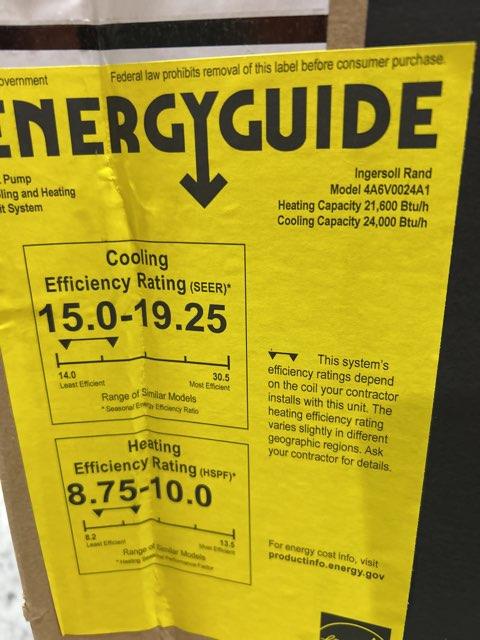 overnment
Federal law prohibits removal of this label before consumer purchase.
ENERGYGUIDE
Pump
ling and Heating
it System
Ingersoll Rand
Model 4A6V0024A1
Heating Capacity 21,600 Btu/h
Cooling Capacity 24,000 Btu/h
Cooling
Efficiency Rating (SEER)*
15.0-19.25
14.0
30.5
Least Efficient
Most Efficient
Range of Similar Models
* Seasonal Energy Efficiency Ratio
This system's
efficiency ratings depend
on the coil your contractor
installs with this unit. The
heating efficiency rating
varies slightly in different
geographic regions. Ask
your contractor for details.
Heating
Efficiency Rating (HSPF)*
8.75-10.0
8.2
13.5
Least Efficient
Most Efficient
Range of Similar Models
* Heating Seasonal Performance Factor
For energy cost info, visit
productinfo.energy.gov